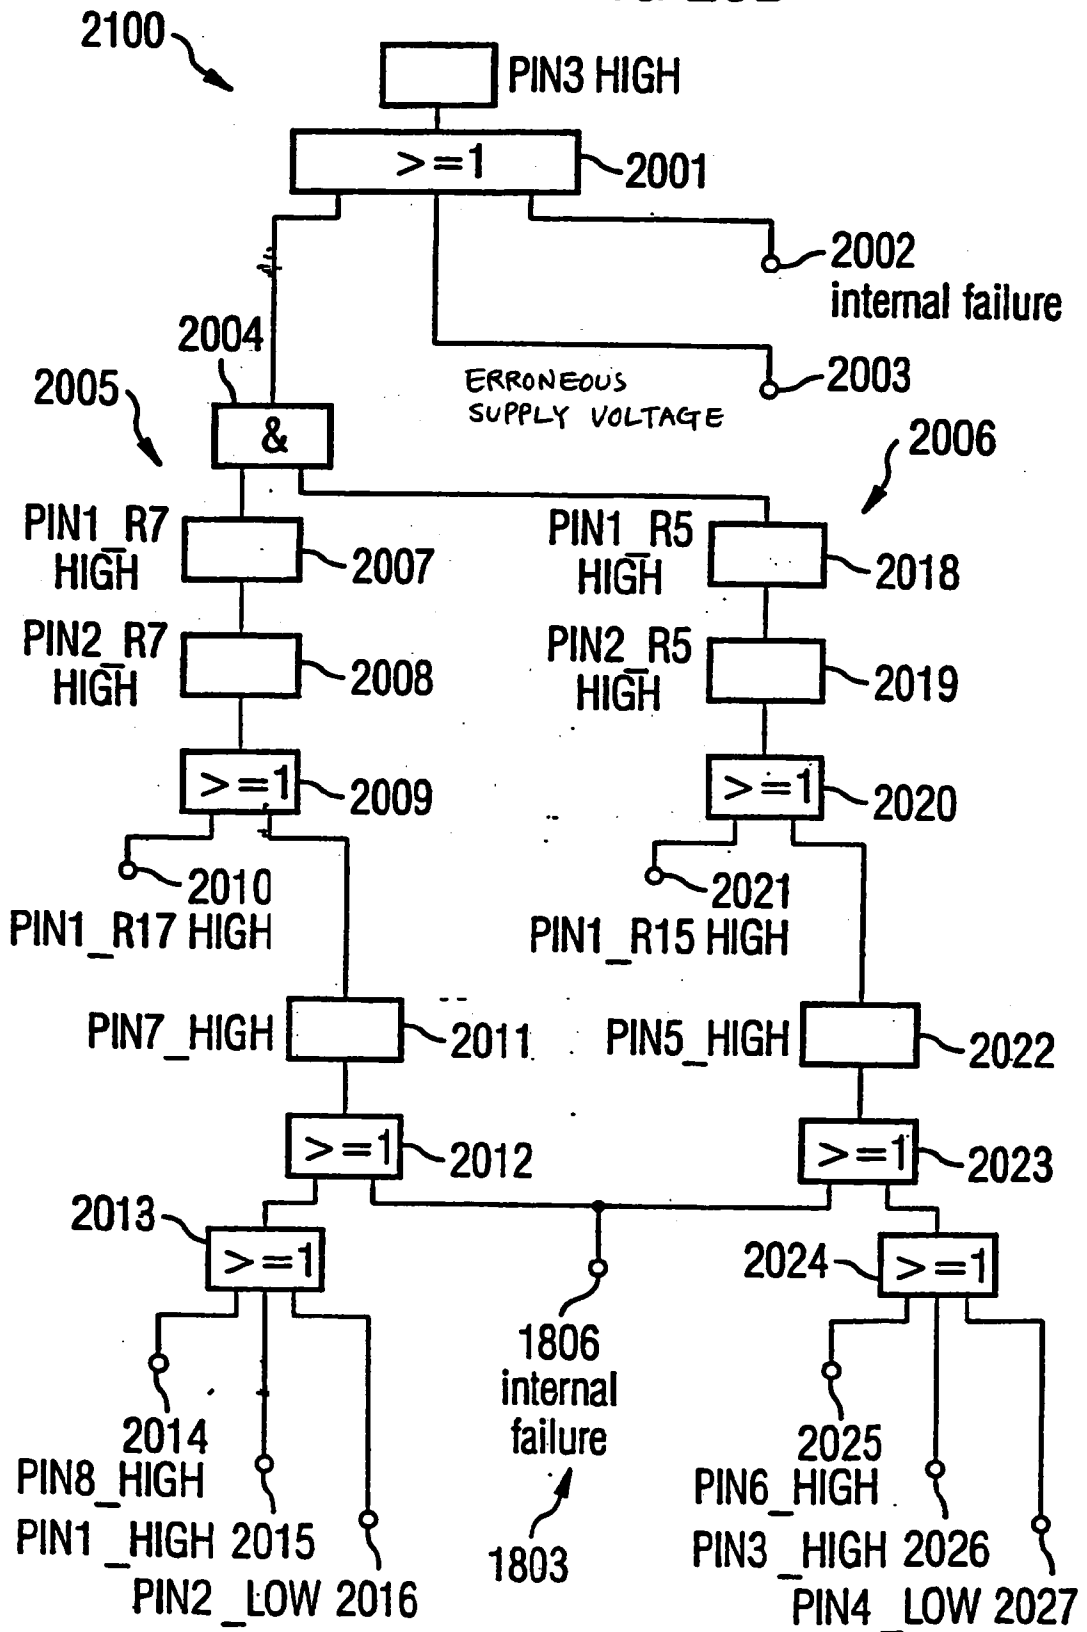 2100
PIN3 HIGH
>=1
2001
2002
internal failure
2004
2003
ERRONEOUS
SUPPLY VOLTAGE
2005
&
2006
PIN1_R7
HIGH
2007
PIN1_R5
HIGH
2018
PIN2_R7
HIGH
2008
PIN2_R5
HIGH
2019
>=1
2009
>=1
2020
2010
PIN1_R17 HIGH
2021
PIN1_R15 HIGH
PIN7_HIGH
2011
PIN5_HIGH
2022
>=1
2012
>=1
2023
2013
>=1
2024
>=1
1806
internal
failure
1803
2014
PIN8_HIGH
PIN1_HIGH 2015
PIN2_LOW 2016
2025
PIN6_HIGH
PIN3_HIGH 2026
PIN4_LOW 2027